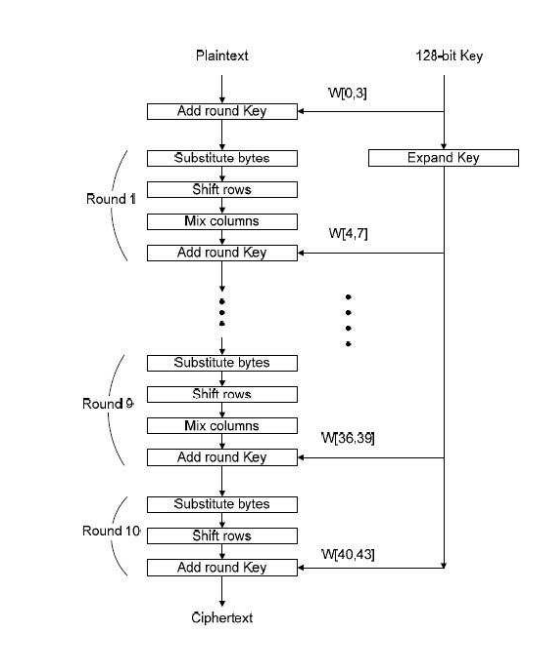 Plaintext 128-bit Key
W[0,3]
Add round Key
Substitute bytes Expand Key
Shift rows
Round 1
Mix columns
W[4,7]
Add round Key
Substitute bytes
Shift rows
Round 9
Mix columns
W[36,39]
Add round Key
Substitute bytes
Round 10
Shift rows
W[40,43]
Add round Key
Ciphertext